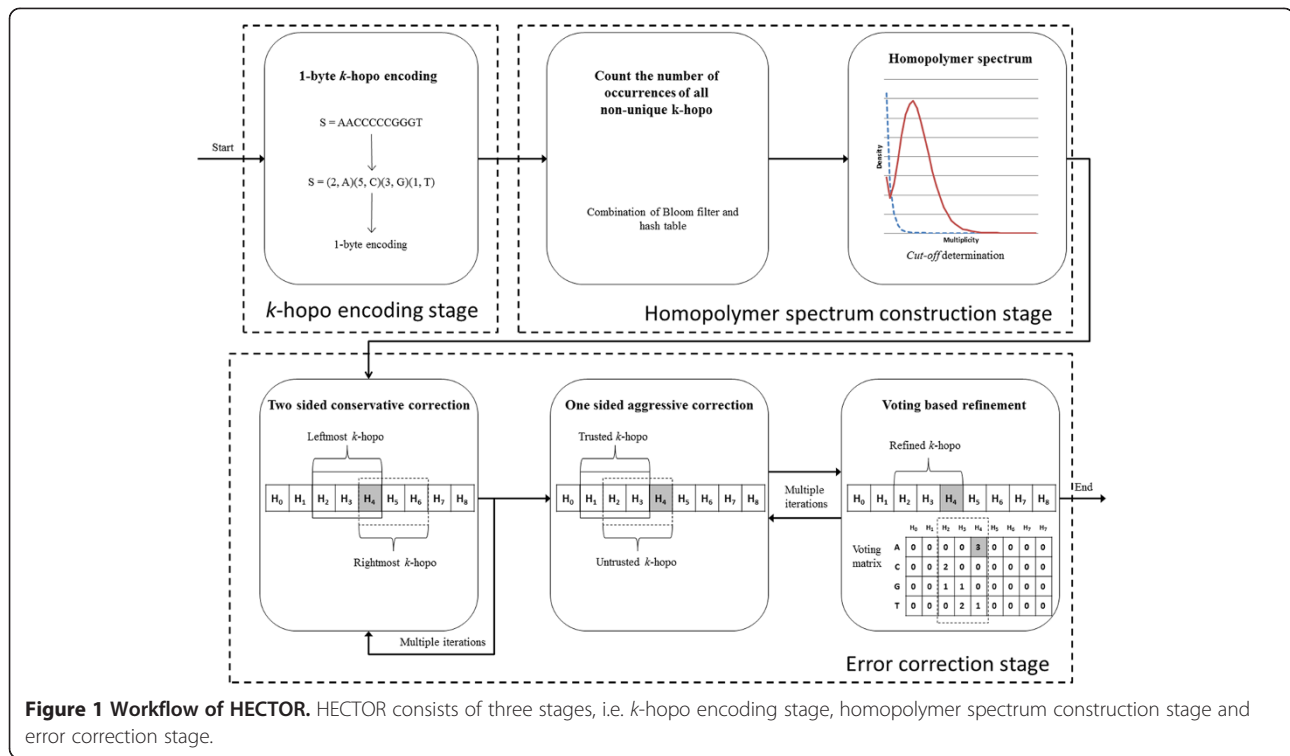 Start
1-byte k-hopo encoding
S = AACCCCCGGGT
S = (2, A)(5, C)(3, G)(1, T)
1-byte encoding
k-hopo encoding stage
Count the number of
occurrences of all
non-unique k-hopo
Combination of Bloom filter and
hash table
Homopolymer spectrum
Density
Multiplicity
Cut-off determination
Homopolymer spectrum construction stage
Two sided conservative correction
Leftmost k-hopo
H0 H1 H2 H3 H4 H5 H6 H7 H8
Rightmost k-hopo
Multiple iterations
One sided aggressive correction
Trusted k-hopo
H0 H1 H2 H3 H4 H5 H6 H7 H8
Untrusted k-hopo
Multiple
iterations
Voting based refinement
Refined k-hopo
H0 H1 H2 H3 H4 H5 H6 H7 H8
End
Voting
matrix
H0 H1 H2 H3 H4 H5 H6 H7 H7
A 0 0 0 0 3 0 0 0 0
C 0 0 2 0 0 0 0 0 0
G 0 0 1 1 0 0 0 0 0
T 0 0 0 2 1 0 0 0 0
Error correction stage
Figure 1 Workflow of HECTOR. HECTOR consists of three stages, i.e. k-hopo encoding stage, homopolymer spectrum construction stage and
error correction stage.